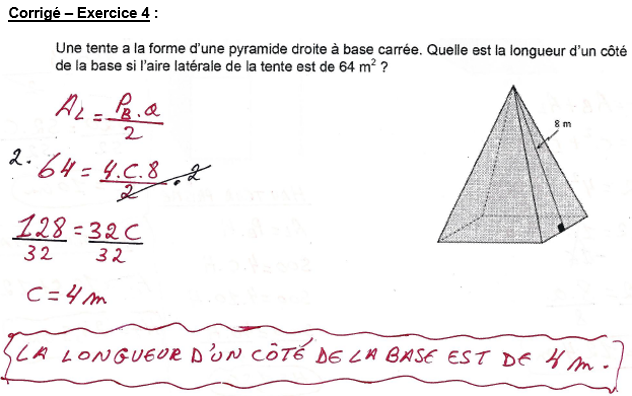 Corrigé – Exercice 4 :
Une tente a la forme d'une pyramide droite à base carrée. Quelle est la longueur d'un côté
de la base si l'aire latérale de la tente est de 64 m² ?
8 m
A_L = P_B . a / 2
2. 64 = 4.C.8 / 2 . 2
128 / 32 = 32C / 32
C = 4 m
LA LONGUEUR D'UN CÔTÉ DE LA BASE EST DE 4 m.